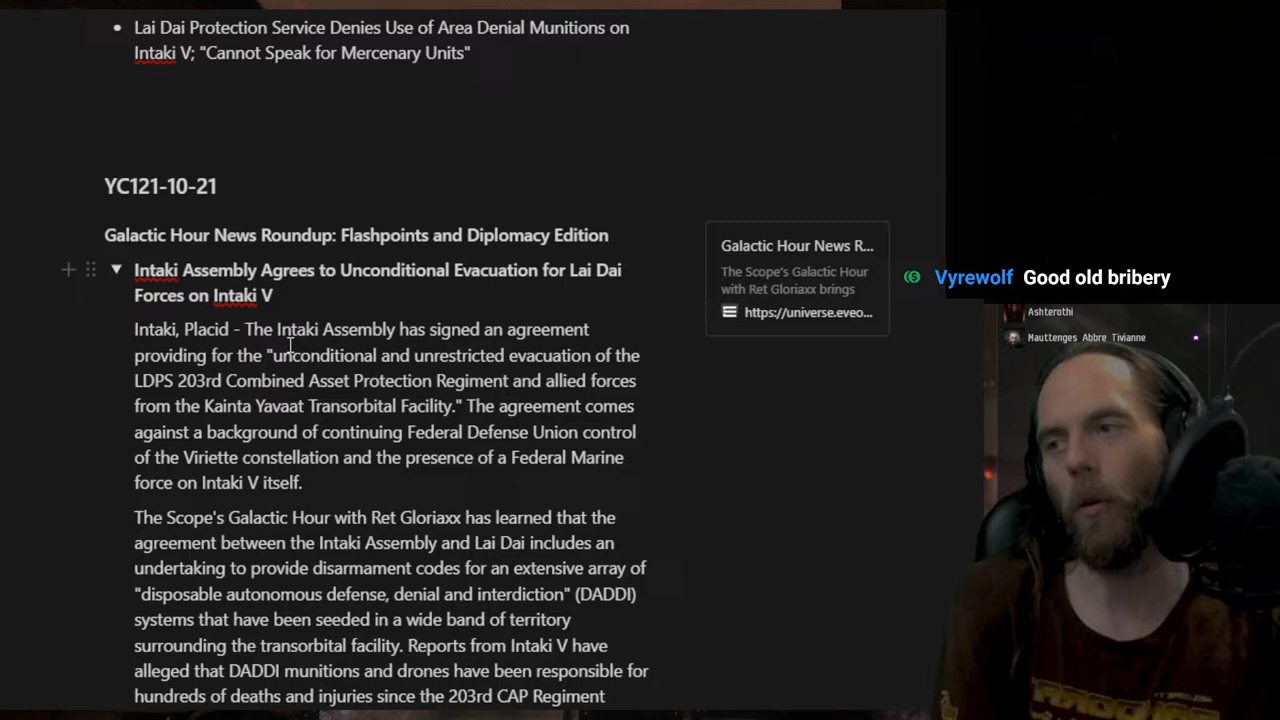 Lai Dai Protection Service Denies Use of Area Denial Munitions on
Intaki V; "Cannot Speak for Mercenary Units"
YC121-10-21
Galactic Hour News Roundup: Flashpoints and Diplomacy Edition
Intaki Assembly Agrees to Unconditional Evacuation for Lai Dai
Forces on Intaki V
Intaki, Placid - The Intaki Assembly has signed an agreement
providing for the "unconditional and unrestricted evacuation of the
LDPS 203rd Combined Asset Protection Regiment and allied forces
from the Kainta Yavaat Transorbital Facility." The agreement comes
against a background of continuing Federal Defense Union control
of the Viriette constellation and the presence of a Federal Marine
force on Intaki V itself.
The Scope's Galactic Hour with Ret Gloriaxx has learned that the
agreement between the Intaki Assembly and Lai Dai includes an
undertaking to provide disarmament codes for an extensive array of
"disposable autonomous defense, denial and interdiction" (DADDI)
systems that have been seeded in a wide band of territory
surrounding the transorbital facility. Reports from Intaki V have
alleged that DADDI munitions and drones have been responsible for
hundreds of deaths and injuries since the 203rd CAP Regiment
Galactic Hour News R...
The Scope's Galactic Hour
with Ret Gloriaxx brings
https://universe.eveo...
Vyrewolf Good old bribery
Ashterothi
Mauttenges Abbre Tivianne